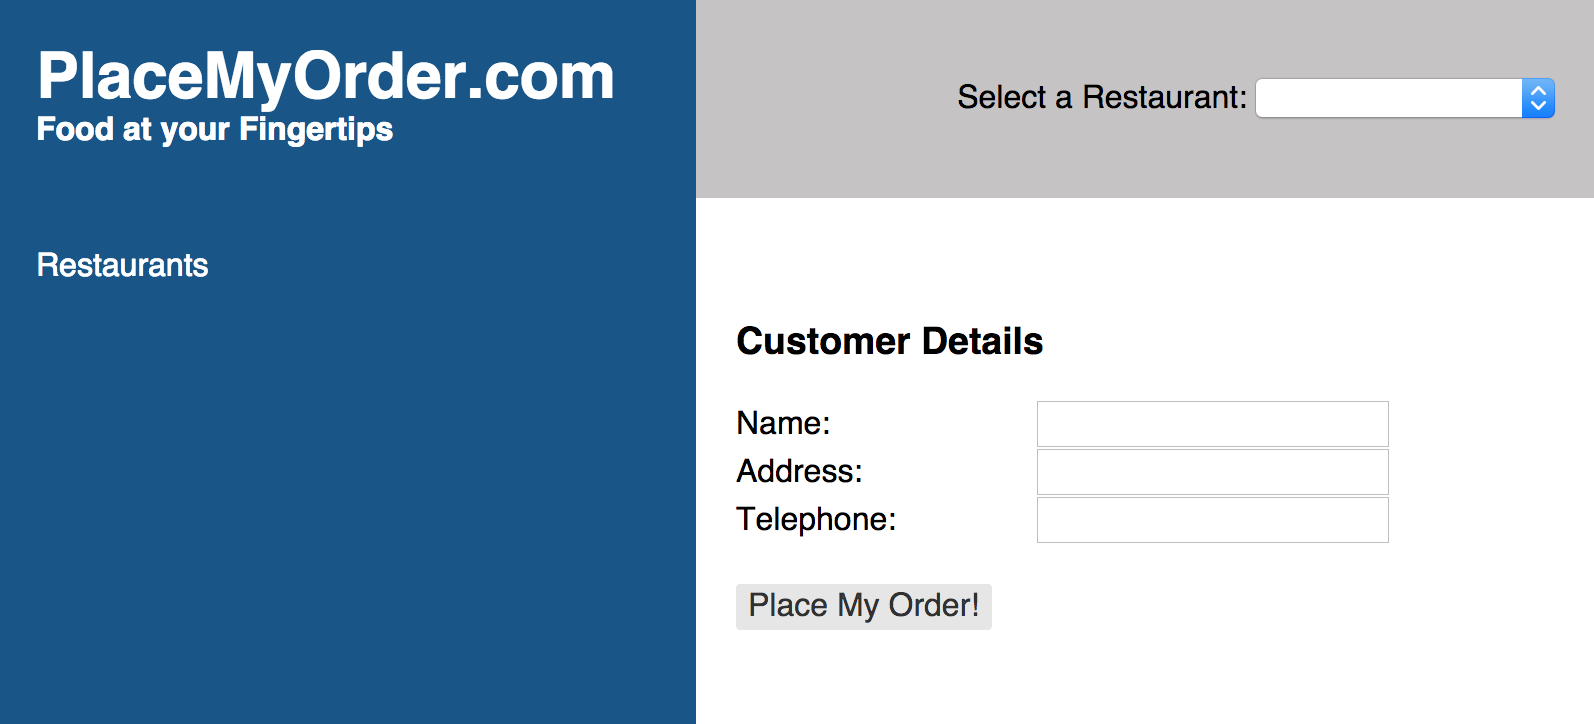 PlaceMyOrder.com
Food at your Fingertips
Restaurants
Select a Restaurant:
Customer Details
Name:
Address:
Telephone:
Place My Order!